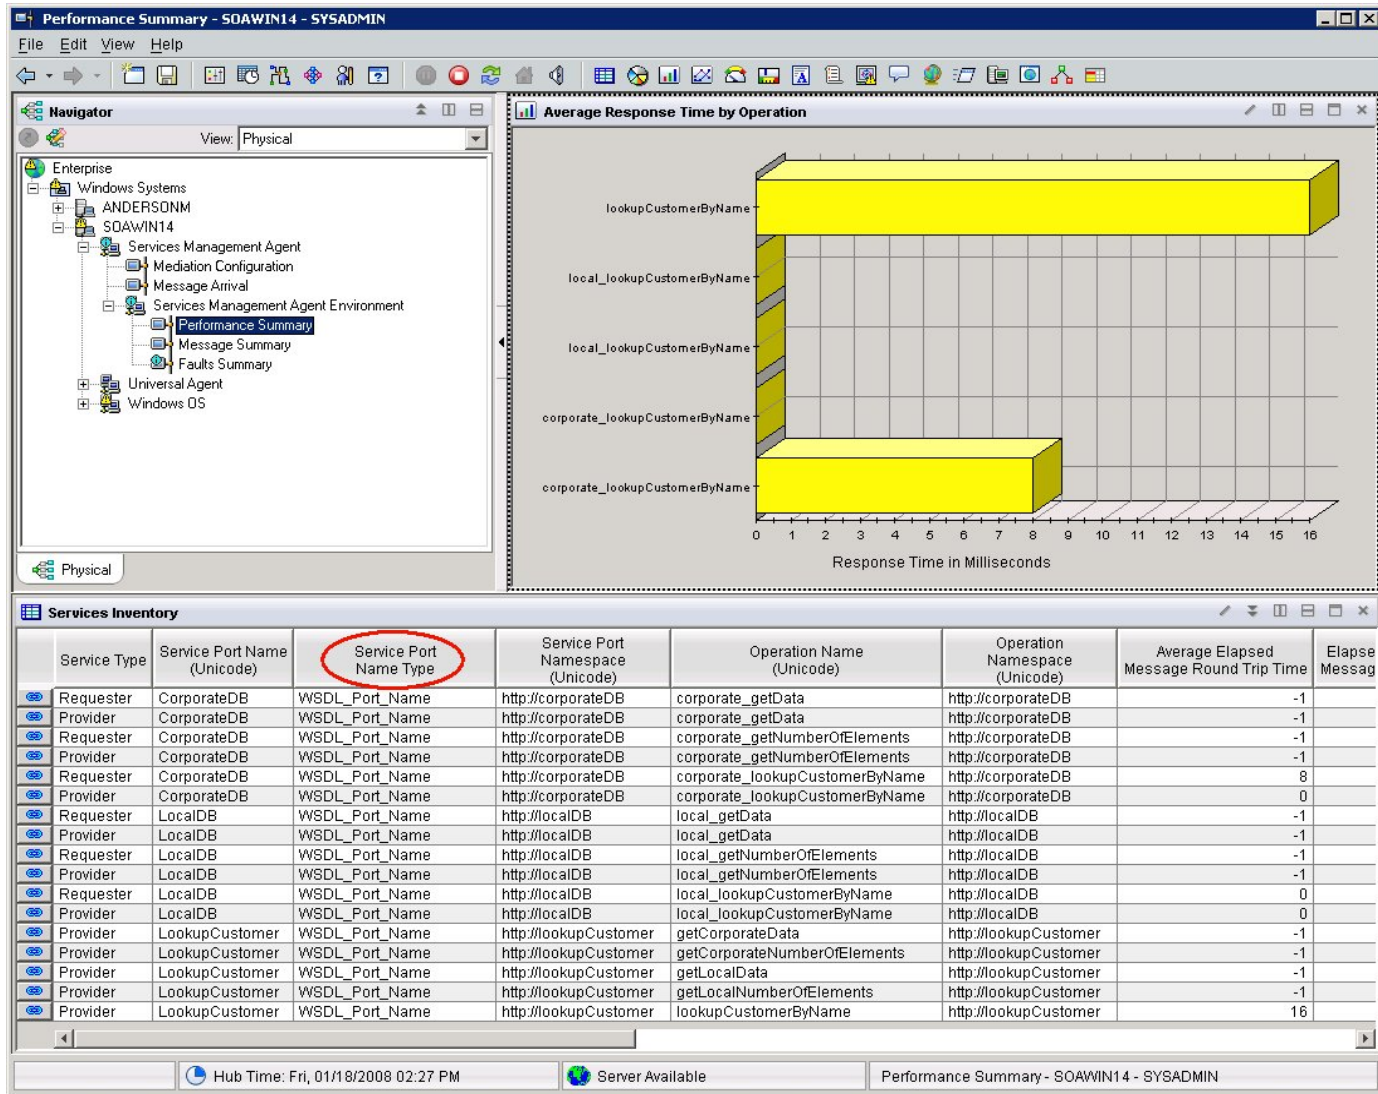 Performance Summary - SOAWIN14 - SYSADMIN
File Edit View Help
Navigator
View: Physical
Enterprise
Windows Systems
ANDERSONM
SOAWIN14
Services Management Agent
Mediation Configuration
Message Arrival
Services Management Agent Environment
Performance Summary
Message Summary
Faults Summary
Universal Agent
Windows OS
Physical
Average Response Time by Operation
lookupCustomerByName
local_lookupCustomerByName
local_lookupCustomerByName
corporate_lookupCustomerByName
corporate_lookupCustomerByName
0 1 2 3 4 5 6 7 8 9 10 11 12 13 14 15 16
Response Time in Milliseconds
Services Inventory
Service Type Service Port Name (Unicode) Service Port Name Type Service Port Namespace (Unicode) Operation Name (Unicode) Operation Namespace (Unicode) Average Elapsed Message Round Trip Time Elapse Messag
Requester CorporateDB WSDL_Port_Name http://corporateDB corporate_getData http://corporateDB -1
Provider CorporateDB WSDL_Port_Name http://corporateDB corporate_getData http://corporateDB -1
Requester CorporateDB WSDL_Port_Name http://corporateDB corporate_getNumberOfElements http://corporateDB -1
Provider CorporateDB WSDL_Port_Name http://corporateDB corporate_getNumberOfElements http://corporateDB -1
Requester CorporateDB WSDL_Port_Name http://corporateDB corporate_lookupCustomerByName http://corporateDB 8
Provider CorporateDB WSDL_Port_Name http://corporateDB corporate_lookupCustomerByName http://corporateDB 0
Requester LocalDB WSDL_Port_Name http://localDB local_getData http://localDB -1
Provider LocalDB WSDL_Port_Name http://localDB local_getData http://localDB -1
Requester LocalDB WSDL_Port_Name http://localDB local_getNumberOfElements http://localDB -1
Provider LocalDB WSDL_Port_Name http://localDB local_getNumberOfElements http://localDB -1
Requester LocalDB WSDL_Port_Name http://localDB local_lookupCustomerByName http://localDB 0
Provider LocalDB WSDL_Port_Name http://localDB local_lookupCustomerByName http://localDB 0
Provider LookupCustomer WSDL_Port_Name http://lookupCustomer getCorporateData http://lookupCustomer -1
Provider LookupCustomer WSDL_Port_Name http://lookupCustomer getCorporateNumberOfElements http://lookupCustomer -1
Provider LookupCustomer WSDL_Port_Name http://lookupCustomer getLocalData http://lookupCustomer -1
Provider LookupCustomer WSDL_Port_Name http://lookupCustomer getLocalNumberOfElements http://lookupCustomer -1
Provider LookupCustomer WSDL_Port_Name http://lookupCustomer lookupCustomerByName http://lookupCustomer 16
Hub Time: Fri, 01/18/2008 02:27 PM Server Available Performance Summary - SOAWIN14 - SYSADMIN